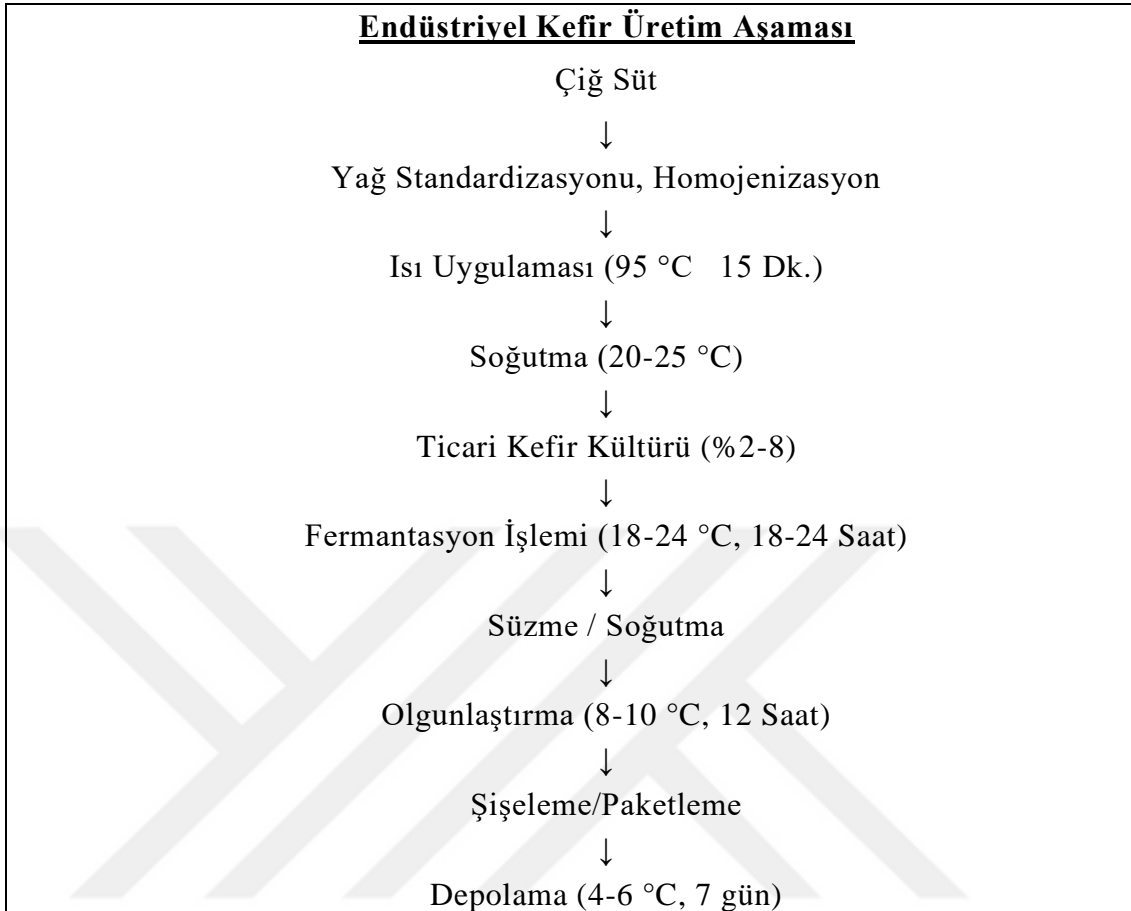 Endüstriyel Kefir Üretim Aşaması
Çiğ Süt
↓
Yağ Standardizasyonu, Homojenizasyon
↓
Isı Uygulaması (95 °C   15 Dk.)
↓
Soğutma (20-25 °C)
↓
Ticari Kefir Kültürü (%2-8)
↓
Fermantasyon İşlemi (18-24 °C, 18-24 Saat)
↓
Süzme / Soğutma
↓
Olgunlaştırma (8-10 °C, 12 Saat)
↓
Şişeleme/Paketleme
↓
Depolama (4-6 °C, 7 gün)